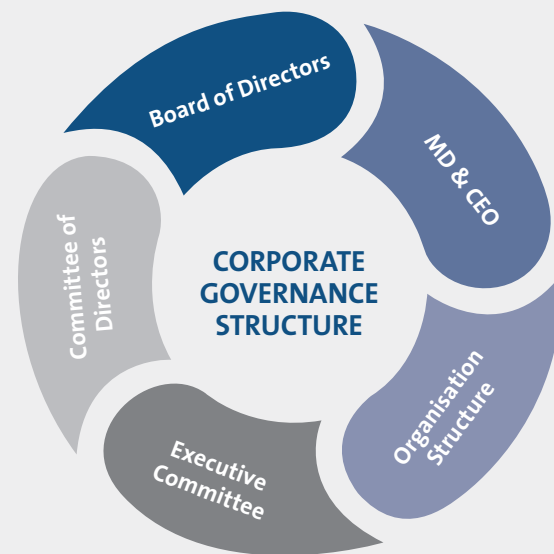 Board of Directors
MD & CEO
Organisation
Structure
Executive
Committee
Committee of
Directors
CORPORATE
GOVERNANCE
STRUCTURE